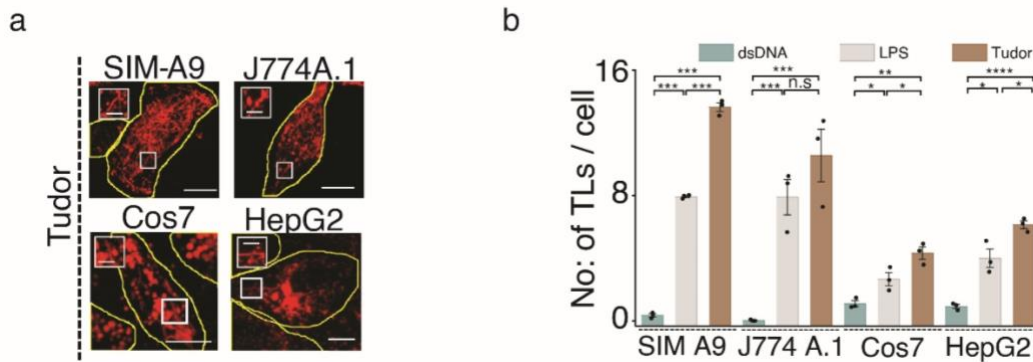 a
SIM-A9 J774A.1
Cos7 HepG2
Tudor
b
dsDNA LPS Tudor
No: of TLs / cell
16
8
0
*** *** ***
*** *** n.s
** * *
**** * *
SIM A9 J774 A.1 Cos7 HepG2